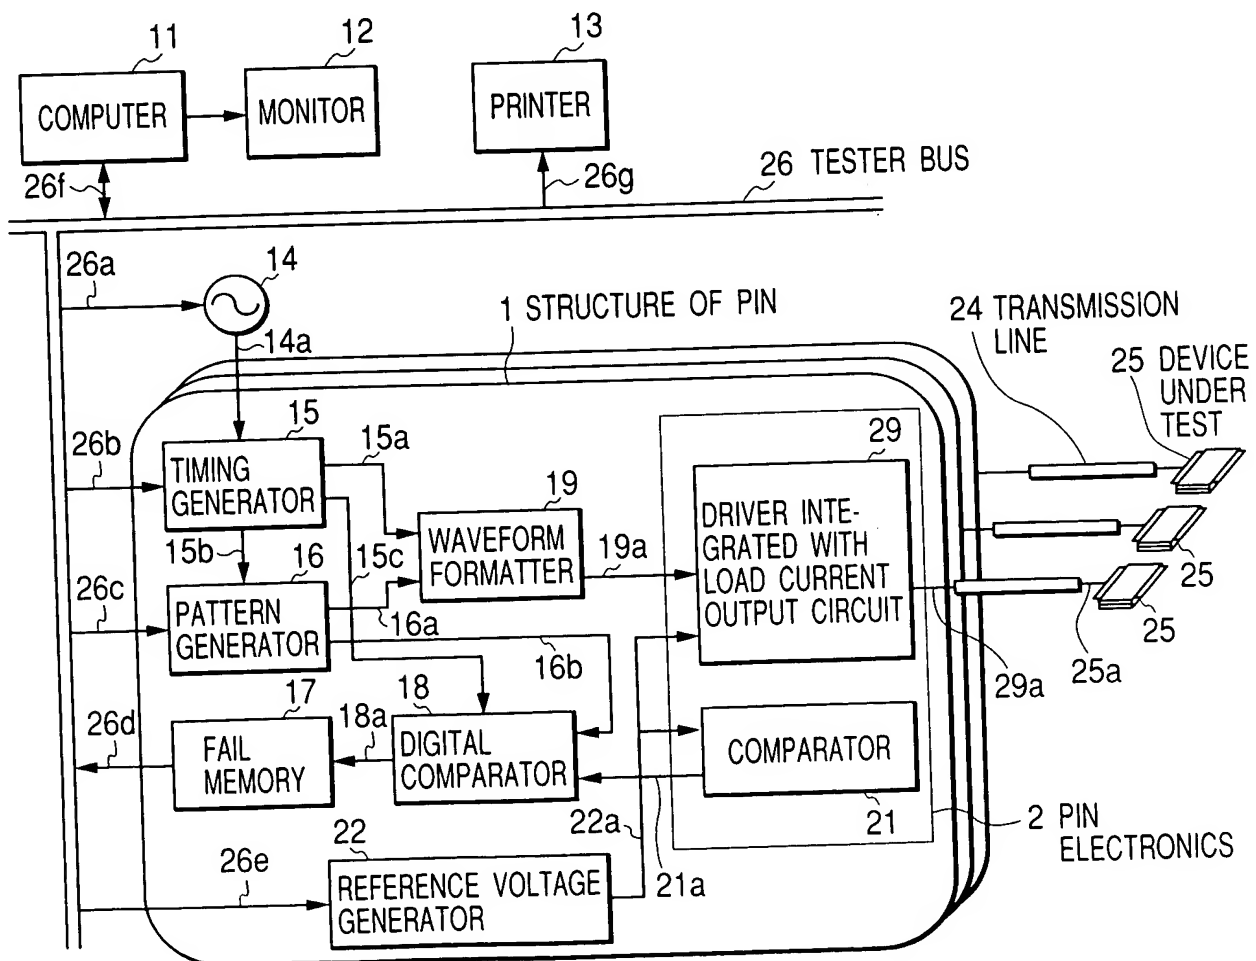 11
12
13
COMPUTER
MONITOR
PRINTER
26f
26g
26 TESTER BUS
26a
14
14a
1 STRUCTURE OF PIN
24 TRANSMISSION
LINE
25 DEVICE
UNDER
TEST
26b
15
15a
TIMING
GENERATOR
29
19
DRIVER INTE-
GRATED WITH
LOAD CURRENT
OUTPUT CIRCUIT
WAVEFORM
FORMATTER
19a
15b
15c
16
26c
PATTERN
GENERATOR
16a
16b
25
25
25a
29a
26d
17
18a
18
FAIL
MEMORY
DIGITAL
COMPARATOR
COMPARATOR
21
22a
21a
2 PIN
ELECTRONICS
26e
22
REFERENCE VOLTAGE
GENERATOR